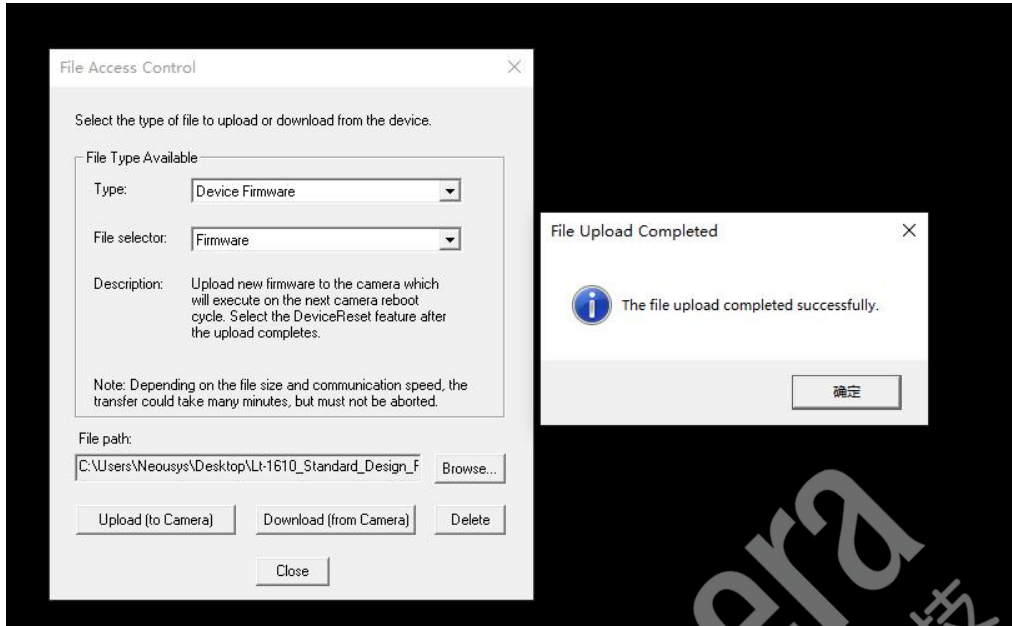 File Access Control
Select the type of file to upload or download from the device.
File Type Available
Type:
Device Firmware
File selector:
Firmware
Description:
Upload new firmware to the camera which
will execute on the next camera reboot
cycle. Select the DeviceReset feature after
the upload completes.
Note: Depending on the file size and communication speed, the
transfer could take many minutes, but must not be aborted.
File path:
C:\Users\Neousys\Desktop\Lt-1610_Standard_Design_F
Browse...
Upload (to Camera)
Download (from Camera)
Delete
Close
File Upload Completed
The file upload completed successfully.
确定
era
技